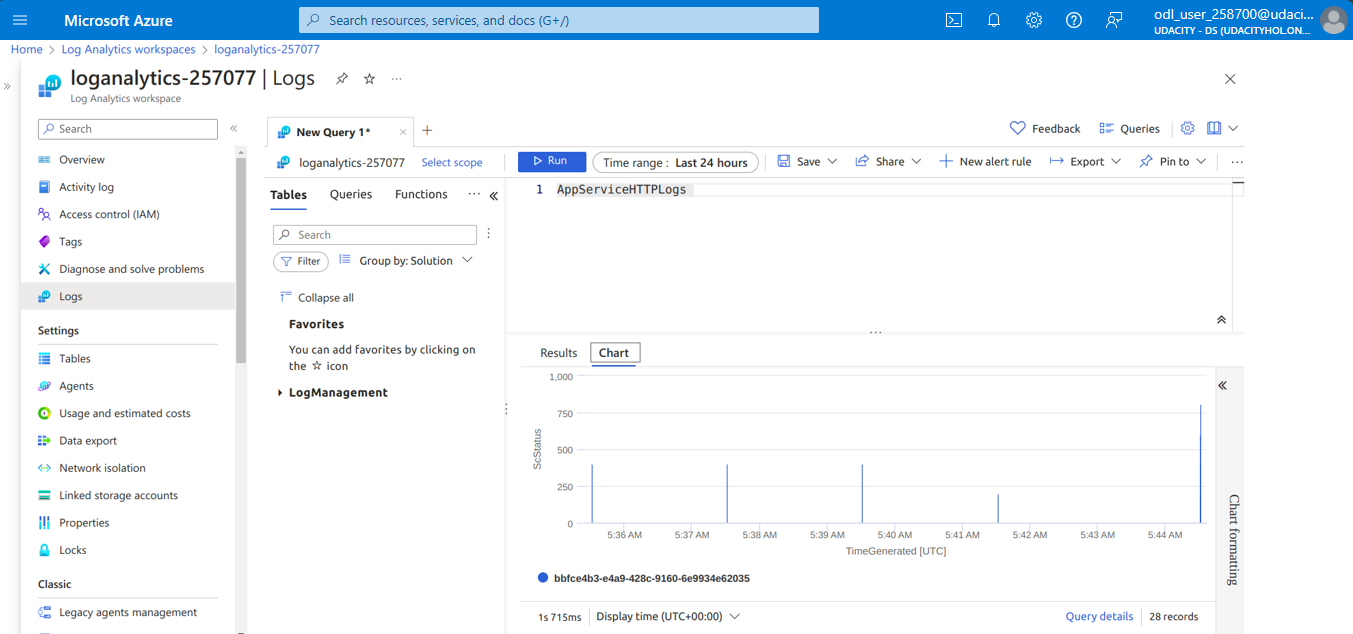 Microsoft Azure
Search resources, services, and docs (G+/)
odl_user_258700@udaci...
UDACITY - DS (UDACITYHOL.ON...
Home > Log Analytics workspaces > loganalytics-257077
loganalytics-257077 | Logs
Log Analytics workspace
Search
Overview
Activity log
Access control (IAM)
Tags
Diagnose and solve problems
Logs
Settings
Tables
Agents
Usage and estimated costs
Data export
Network isolation
Linked storage accounts
Properties
Locks
Classic
Legacy agents management
New Query 1*
Feedback
Queries
loganalytics-257077
Select scope
Run
Time range : Last 24 hours
Save
Share
New alert rule
Export
Pin to
Tables
Queries
Functions
Search
Filter
Group by: Solution
Collapse all
Favorites
You can add favorites by clicking on
the ☆ icon
LogManagement
1 AppServiceHTTPLogs
Results
Chart
1,000
750
500
250
0
ScStatus
5:36 AM
5:37 AM
5:38 AM
5:39 AM
5:40 AM
5:41 AM
5:42 AM
5:43 AM
5:44 AM
TimeGenerated [UTC]
bbfce4b3-e4a9-428c-9160-6e9934e62035
Chart formatting
1s 715ms
Display time (UTC+00:00)
Query details
28 records